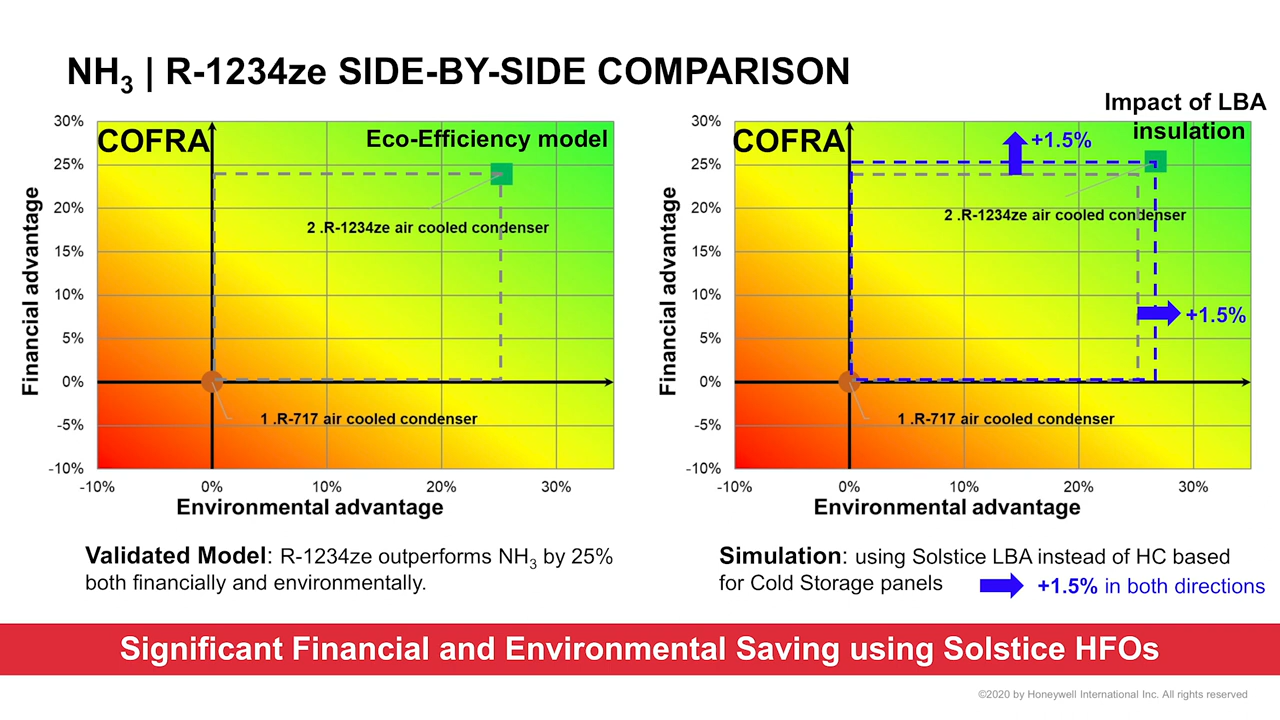 NH3 | R-1234ze SIDE-BY-SIDE COMPARISON
COFRA
Eco-Efficiency model
30%
25%
20%
15%
10%
5%
0%
-5%
-10%
Financial advantage
2 .R-1234ze air cooled condenser
1 .R-717 air cooled condenser
-10%
0%
10%
20%
30%
Environmental advantage
Validated Model: R-1234ze outperforms NH3 by 25%
both financially and environmentally.
Impact of LBA
insulation
COFRA
+1.5%
30%
25%
20%
15%
10%
5%
0%
-5%
-10%
Financial advantage
2 .R-1234ze air cooled condenser
+1.5%
1 .R-717 air cooled condenser
-10%
0%
10%
20%
30%
Environmental advantage
Simulation: using Solstice LBA instead of HC based
for Cold Storage panels
+1.5% in both directions
Significant Financial and Environmental Saving using Solstice HFOs
©2020 by Honeywell International Inc. All rights reserved